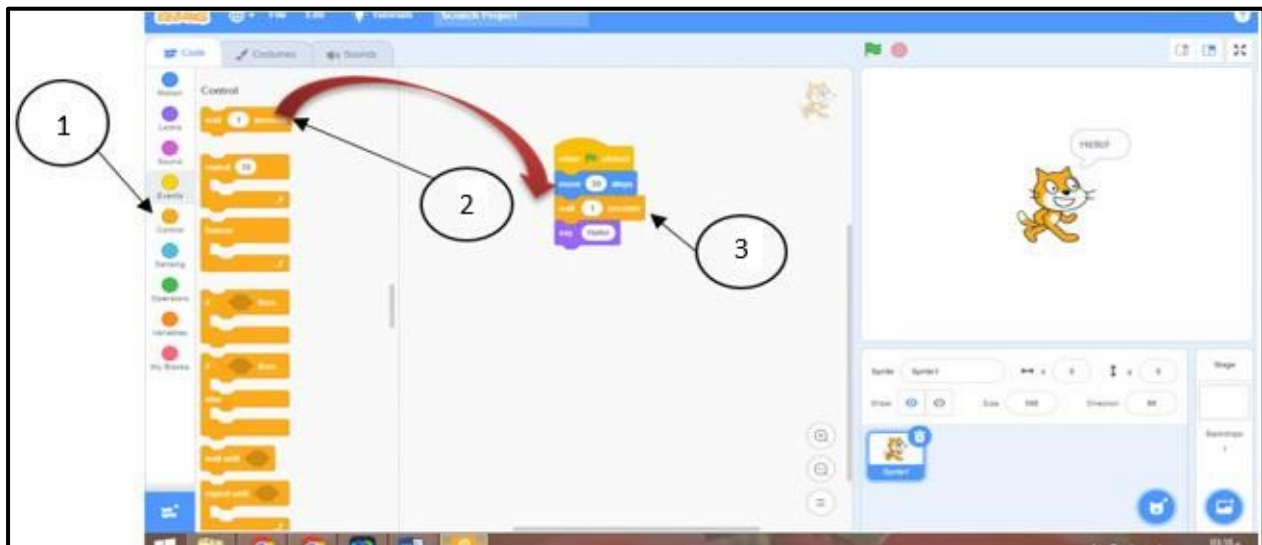 Tutorials Scratch Project
Code Costumes Sounds
Motion
Looks
Sound
Events
Control
Sensing
Operators
Variables
My Blocks
Control
wait 1 seconds
repeat 10
forever
if then
if then
else
wait until
repeat until
when clicked
move 10 steps
wait 1 seconds
say Hello!
1
2
3
Hello!
Sprite Sprite1 x 0 y 0
Show Size 100 Direction 90
Sprite1
Stage
Backdrops
1